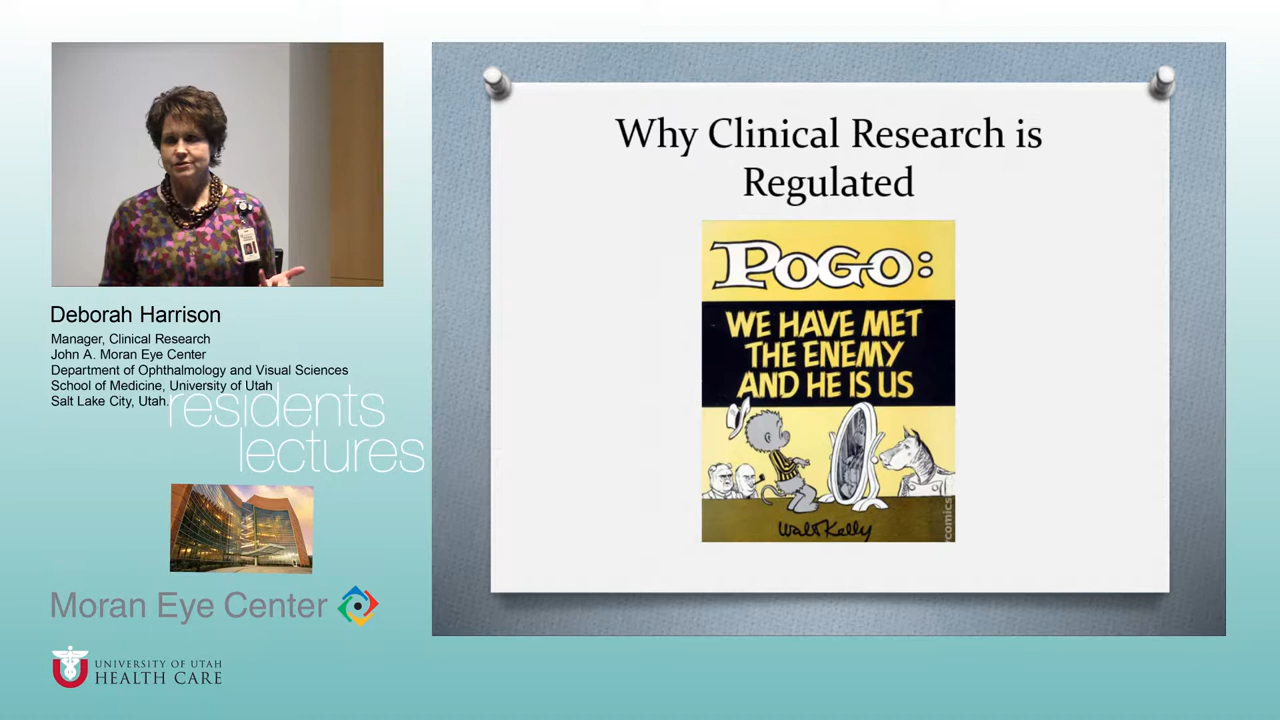 Why Clinical Research is
Regulated
POGO:
WE HAVE MET
THE ENEMY
AND HE IS US
Walt Kelly
comics
Deborah Harrison
Manager, Clinical Research
John A. Moran Eye Center
Department of Ophthalmology and Visual Sciences
School of Medicine, University of Utah
Salt Lake City, Utah.
residents
lectures
Moran Eye Center
UNIVERSITY OF UTAH
HEALTH CARE